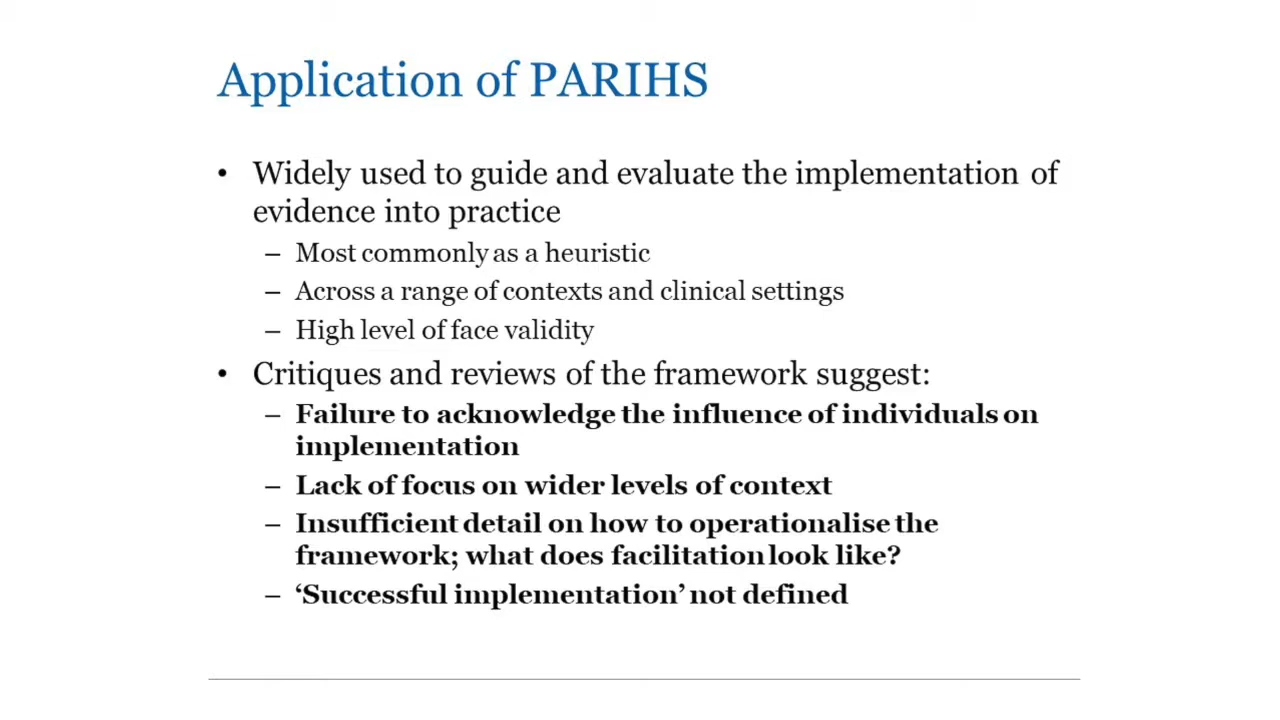 Application of PARIHS
• Widely used to guide and evaluate the implementation of
evidence into practice
– Most commonly as a heuristic
– Across a range of contexts and clinical settings
– High level of face validity
• Critiques and reviews of the framework suggest:
– Failure to acknowledge the influence of individuals on
implementation
– Lack of focus on wider levels of context
– Insufficient detail on how to operationalise the
framework; what does facilitation look like?
– ‘Successful implementation’ not defined